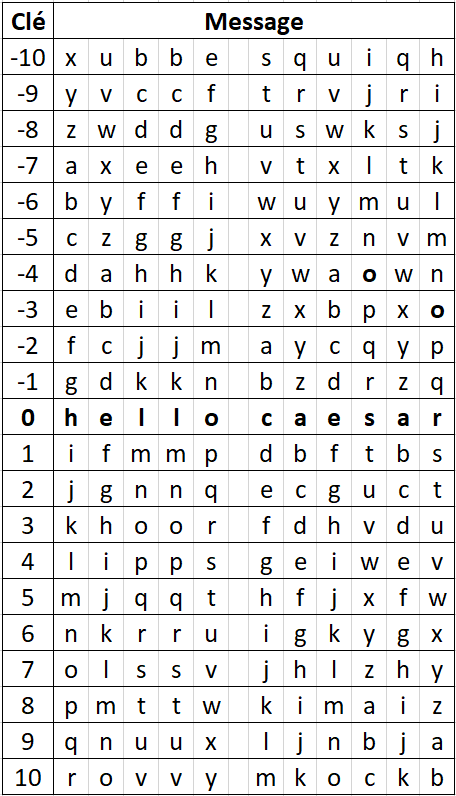 Clé Message
-10 x u b b e s q u i q h
-9 y v c c f t r v j r i
-8 z w d d g u s w k s j
-7 a x e e h v t x l t k
-6 b y f f i w u y m u l
-5 c z g g j x v z n v m
-4 d a h h k y w a o w n
-3 e b i i l z x b p x o
-2 f c j j m a y c q y p
-1 g d k k n b z d r z q
0 h e l l o c a e s a r
1 i f m m p d b f t b s
2 j g n n q e c g u c t
3 k h o o r f d h v d u
4 l i p p s g e i w e v
5 m j q q t h f j x f w
6 n k r r u i g k y g x
7 o l s s v j h l z h y
8 p m t t w k i m a i z
9 q n u u x l j n b j a
10 r o v v y m k o c k b